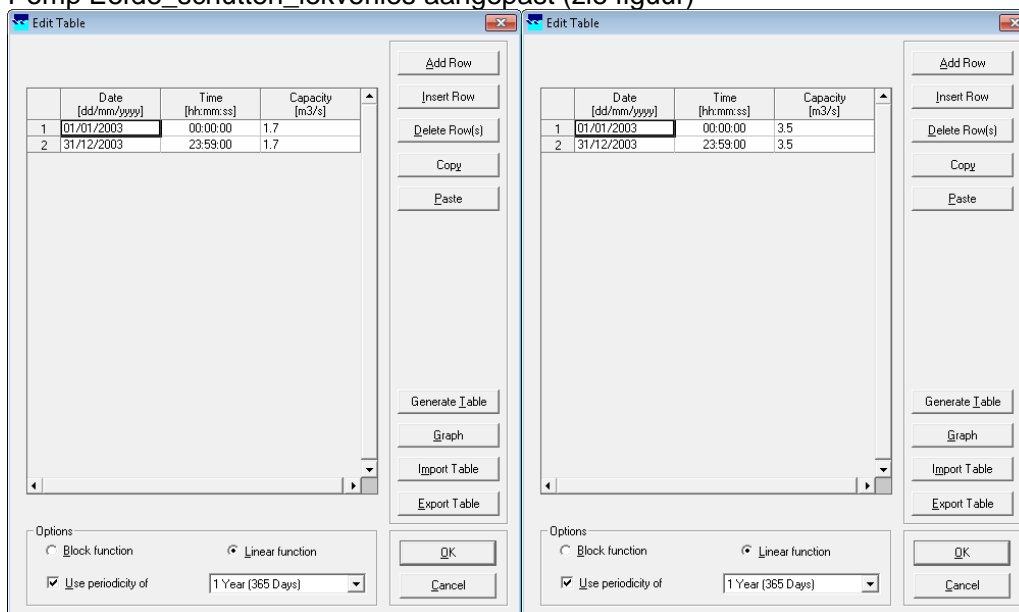 Pomp Eefde_schutten_lekverlies aangepast (zie figuur)
Edit Table
Add Row
Insert Row
Delete Row(s)
Copy
Paste
Date [dd/mm/yyyy] Time [hh:mm:ss] Capacity [m3/s]
1 01/01/2003 00:00:00 1.7
2 31/12/2003 23:59:00 1.7
Generate Table
Graph
Import Table
Export Table
Options
Block function Linear function
Use periodicity of 1 Year (365 Days)
OK
Cancel
Edit Table
Add Row
Insert Row
Delete Row(s)
Copy
Paste
Date [dd/mm/yyyy] Time [hh:mm:ss] Capacity [m3/s]
1 01/01/2003 00:00:00 3.5
2 31/12/2003 23:59:00 3.5
Generate Table
Graph
Import Table
Export Table
Options
Block function Linear function
Use periodicity of 1 Year (365 Days)
OK
Cancel